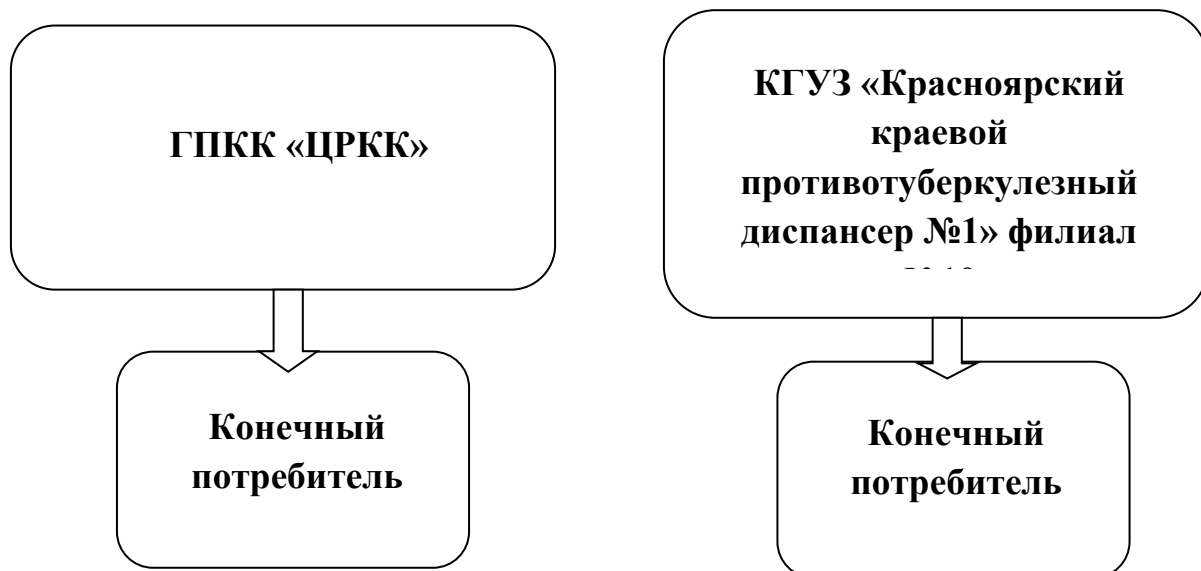 ГПКК «ЦРКК»
Конечный
потребитель
КГУЗ «Красноярский
краевой
противотуберкулезный
диспансер №1» филиал
Конечный
потребитель